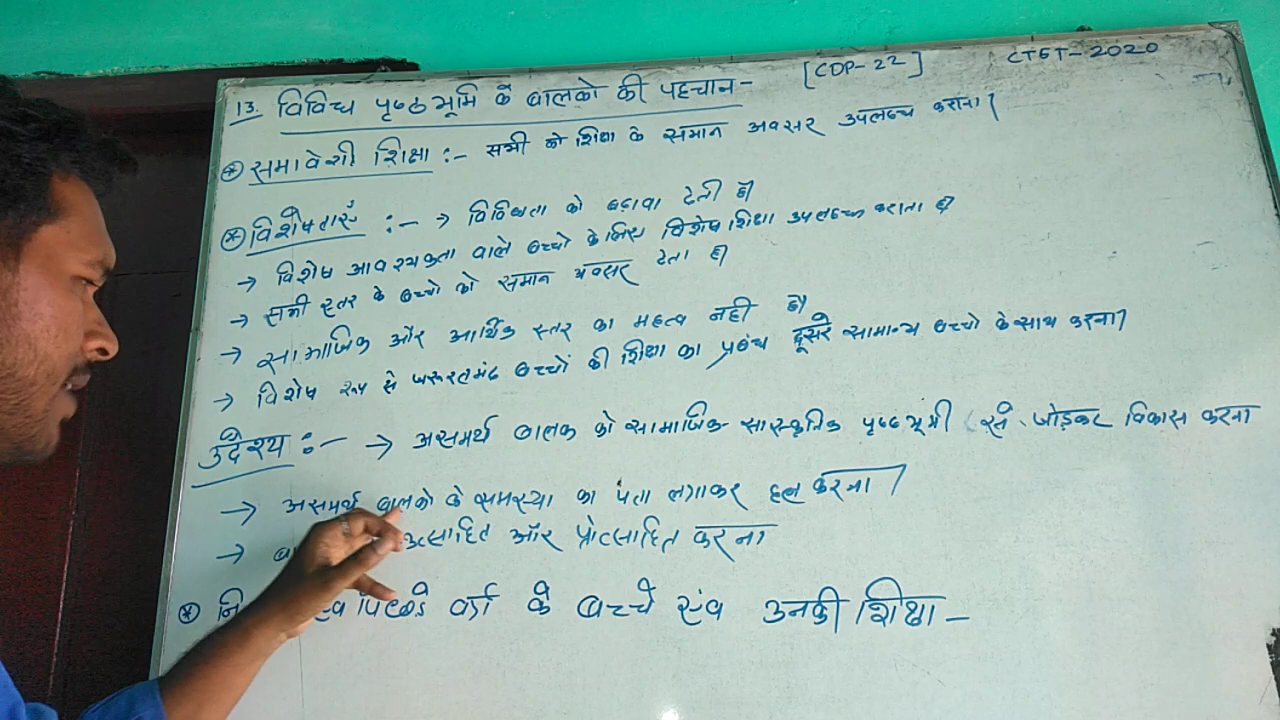 [CDP-22] CTET-2020
13. विविध पृष्ठभूमि के बालको की पहचान-
* समावेशी शिक्षा :- सभी को शिक्षा के समान अवसर उपलब्ध कराना।
* विशेषताएं :- → विविधता को बढ़ावा देती है
→ विशेष आवश्यकता वाले बच्चो के लिए विशेष शिक्षा उपलब्ध कराता है
→ सभी स्तर के बच्चो को समान अवसर देता है
→ सामाजिक और आर्थिक स्तर का महत्व नही है
→ विशेष रूप से जरूरतमंद बच्चों की शिक्षा का प्रबंध दूसरे सामान्य बच्चो के साथ करना।
उदेश्य :- → असमर्थ बालक को सामाजिक- सास्कृतिक पृष्ठभूमी से जोड़कर विकास करना
→ असमर्थ बालको के समस्या का पता लगाकर हल करना।
→ उत्साहित और प्रोत्साहित करना
* पिछड़े वर्ग के बच्चे एंव उनकी शिक्षा-